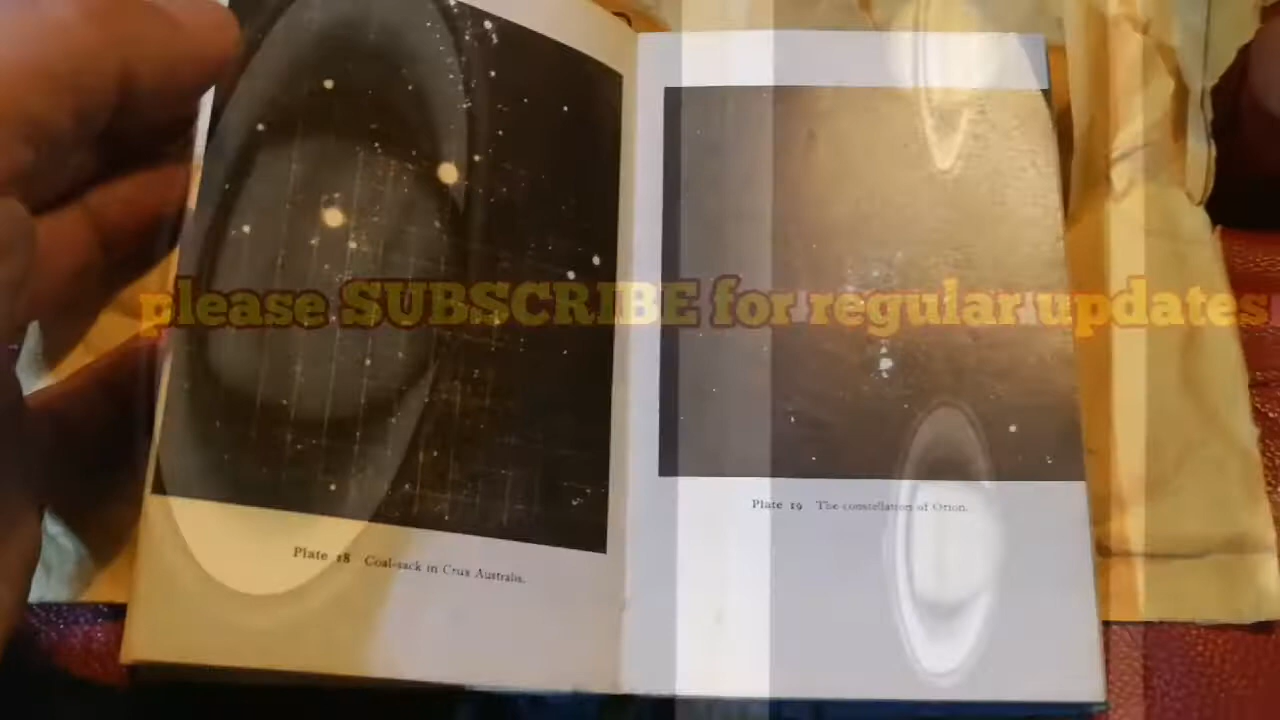 please SUBSCRIBE for regular updates
Plate 18 Coal-sack in Crux Australis.
Plate 19 The constellation of Orion.